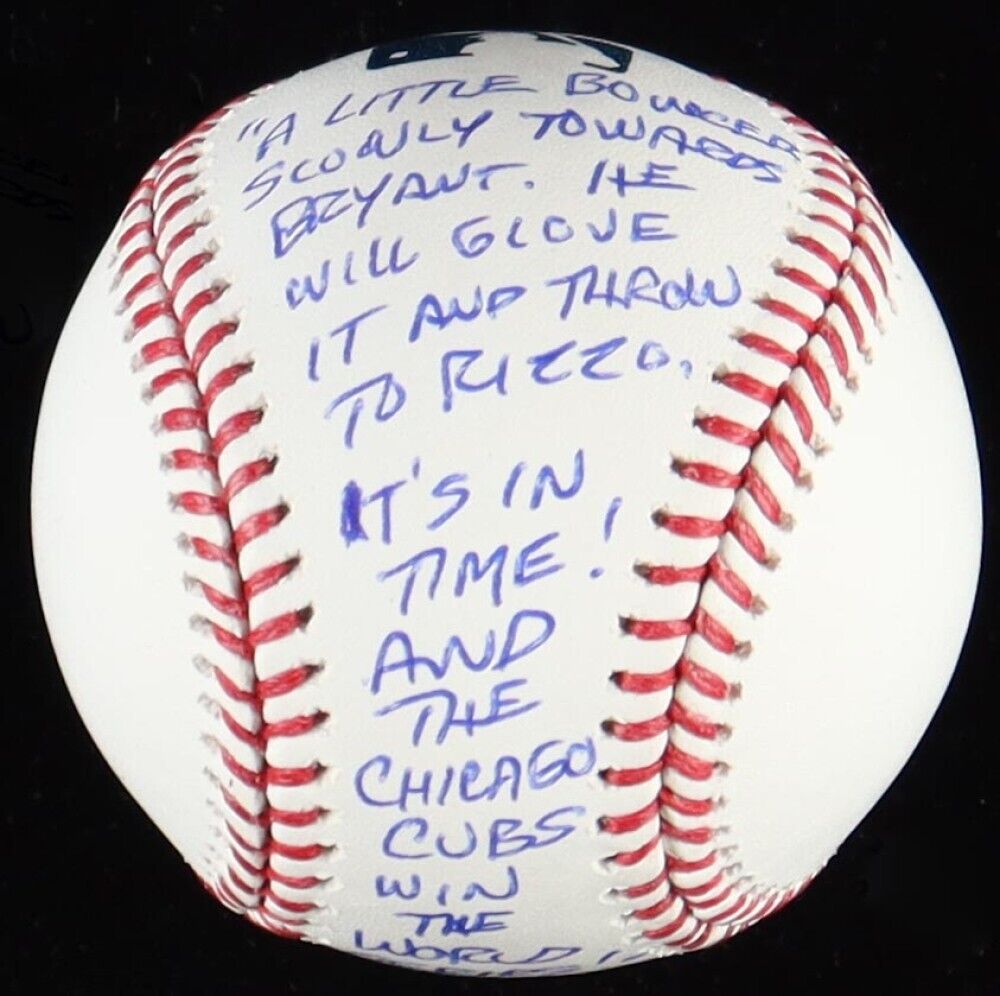 "A LITTLE BOUNCER
SLOWLY TOWARDS
BRYANT. HE
WILL GLOVE
IT AND THROW
TO RIZZO.
IT'S IN
TIME!
AND
THE
CHICAGO
CUBS
WIN
THE
WORLD